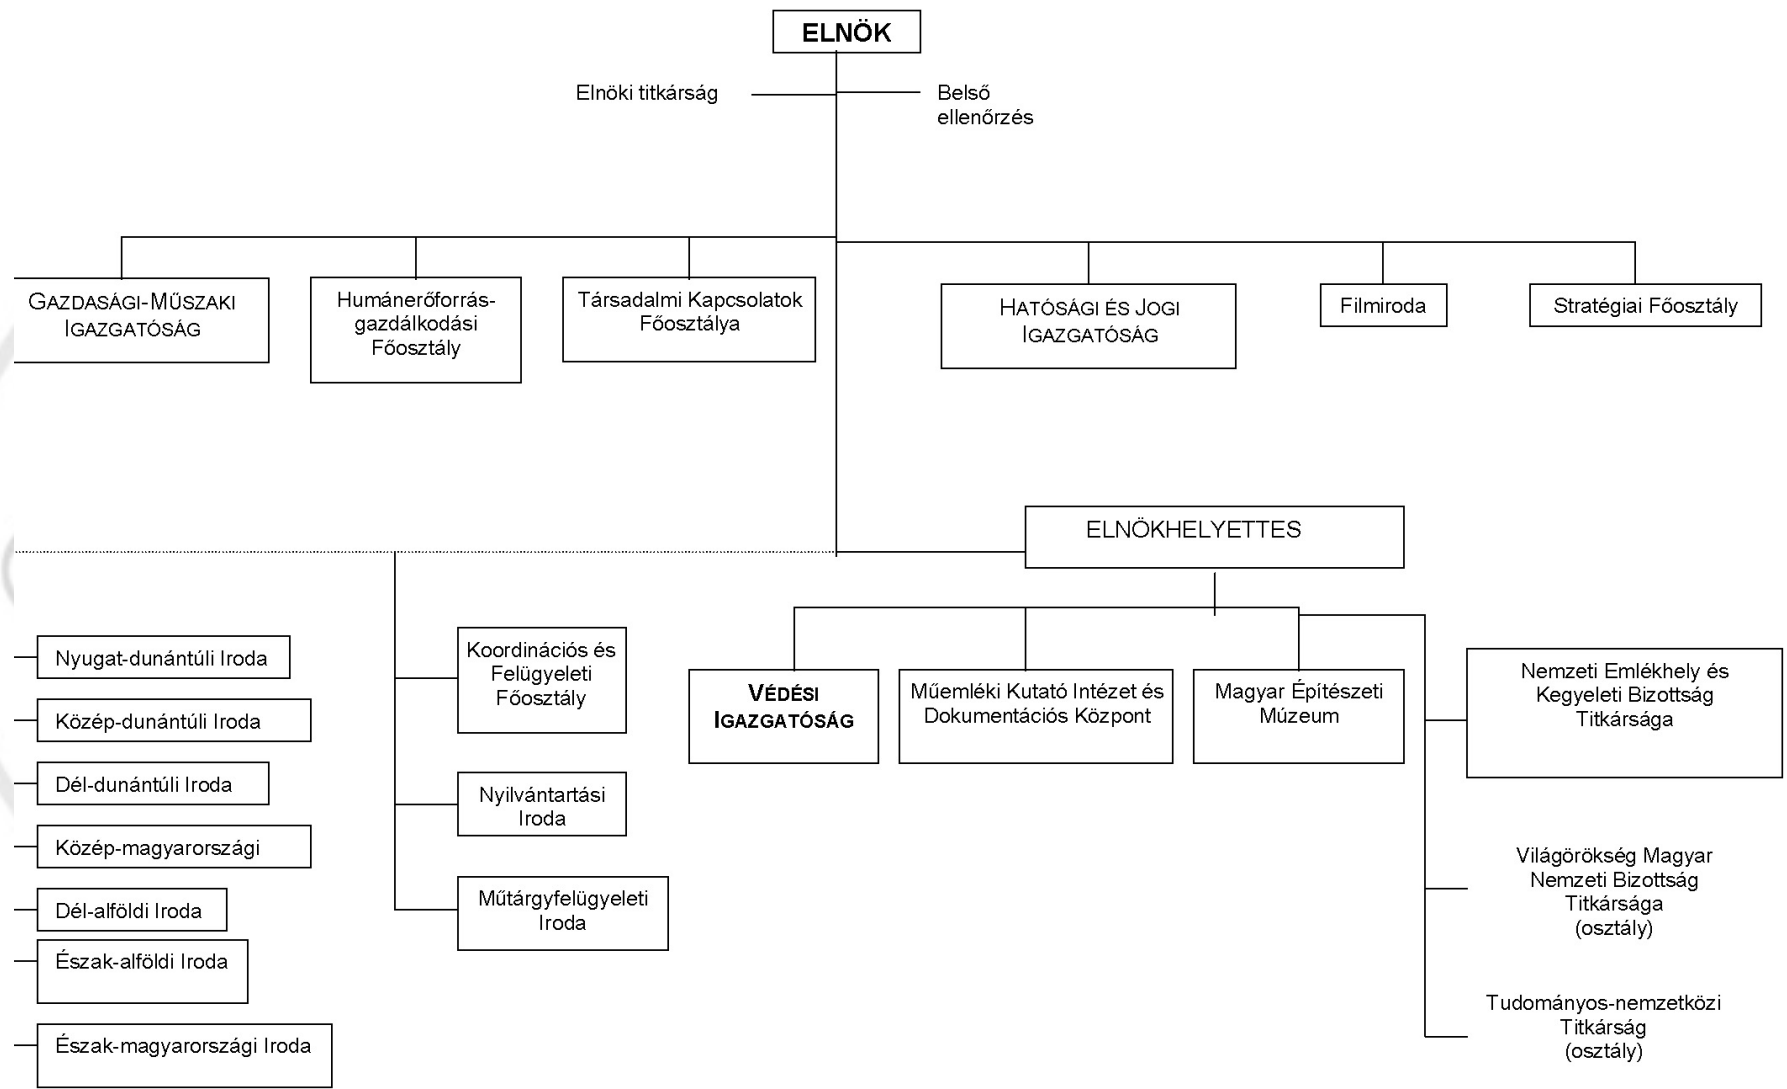 ELNÖK
Elnöki titkárság
Belső
ellenőrzés
GAZDASÁGI-MŰSZAKI
IGAZGATÓSÁG
Humánerőforrás-
gazdálkodási
Főosztály
Társadalmi Kapcsolatok
Főosztálya
HATÓSÁGI ÉS JOGI
IGAZGATÓSÁG
Filmiroda
Stratégiai Főosztály
ELNÖKHELYETTES
Nyugat-dunántúli Iroda
Közép-dunántúli Iroda
Dél-dunántúli Iroda
Közép-magyarországi
Dél-alföldi Iroda
Észak-alföldi Iroda
Észak-magyarországi Iroda
Koordinációs és
Felügyeleti
Főosztály
Nyilvántartási
Iroda
Műtárgyfelügyeleti
Iroda
VÉDÉSI
IGAZGATÓSÁG
Műemléki Kutató Intézet és
Dokumentációs Központ
Magyar Építészeti
Múzeum
Nemzeti Emlékhely és
Kegyeleti Bizottság
Titkársága
Világörökség Magyar
Nemzeti Bizottság
Titkársága
(osztály)
Tudományos-nemzetközi
Titkárság
(osztály)